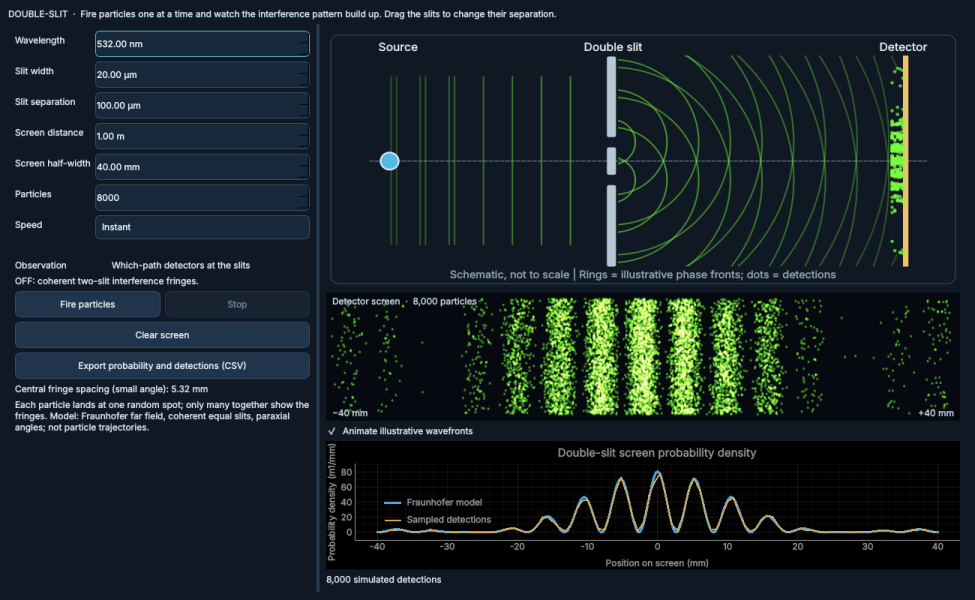 DOUBLE-SLIT · Fire particles one at a time and watch the interference pattern build up. Drag the slits to change their separation.
Wavelength
532.00 nm
Slit width
20.00 µm
Slit separation
100.00 µm
Screen distance
1.00 m
Screen half-width
40.00 mm
Particles
8000
Speed
Instant
Observation
Which-path detectors at the slits
OFF: coherent two-slit interference fringes.
Fire particles
Stop
Clear screen
Export probability and detections (CSV)
Central fringe spacing (small angle): 5.32 mm
Each particle lands at one random spot; only many together show the
fringes. Model: Fraunhofer far field, coherent equal slits, paraxial
angles; not particle trajectories.
Source
Double slit
Detector
Schematic, not to scale | Rings = illustrative phase fronts; dots = detections
Detector screen · 8,000 particles
−40 mm
+40 mm
✓ Animate illustrative wavefronts
Double-slit screen probability density
Probability density (m1/mm)
80
60
40
20
0
Fraunhofer model
Sampled detections
-40
-30
-20
-10
0
10
20
30
40
Position on screen (mm)
8,000 simulated detections